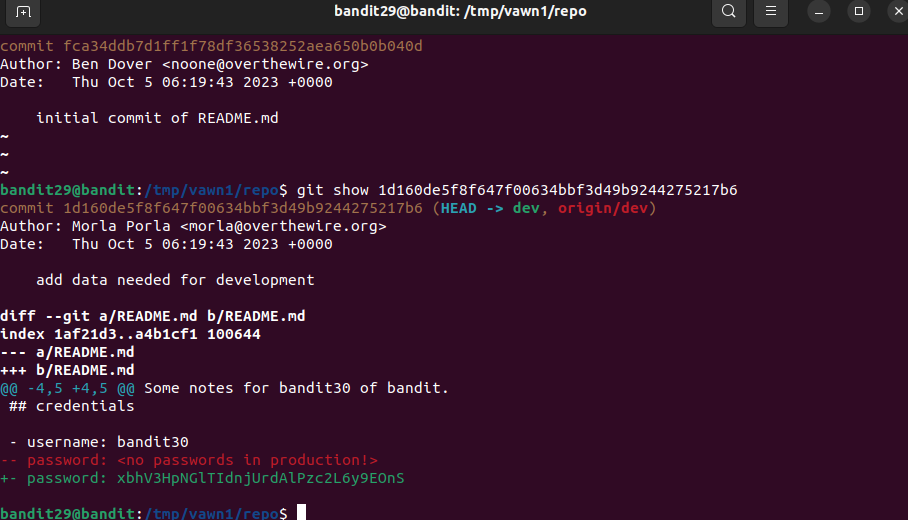 bandit29@bandit: /tmp/vawn1/repo
commit fca34ddb7d1ff1f78df36538252aea650b0b040d
Author: Ben Dover <noone@overthewire.org>
Date:   Thu Oct 5 06:19:43 2023 +0000

    initial commit of README.md
~
~
~
bandit29@bandit:/tmp/vawn1/repo$ git show 1d160de5f8f647f00634bbf3d49b9244275217b6
commit 1d160de5f8f647f00634bbf3d49b9244275217b6 (HEAD -> dev, origin/dev)
Author: Morla Porla <morla@overthewire.org>
Date:   Thu Oct 5 06:19:43 2023 +0000

    add data needed for development

diff --git a/README.md b/README.md
index 1af21d3..a4b1cf1 100644
--- a/README.md
+++ b/README.md
@@ -4,5 +4,5 @@ Some notes for bandit30 of bandit.
 ## credentials

 - username: bandit30
-- password: <no passwords in production!>
+- password: xbhV3HpNGlTIdnjUrdAlPzc2L6y9EOnS

bandit29@bandit:/tmp/vawn1/repo$